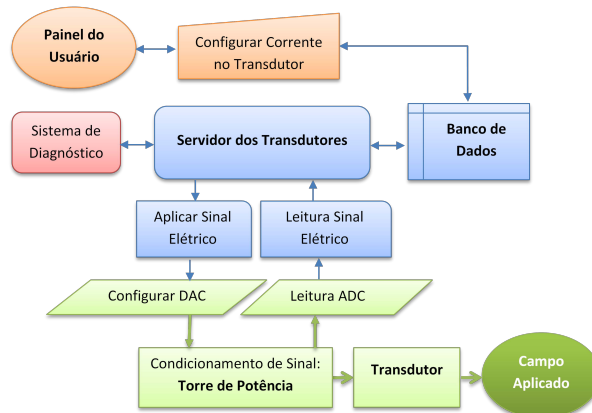 Painel do
Usuário
Configurar Corrente
no Transdutor
Sistema de
Diagnóstico
Servidor dos Transdutores
Banco de
Dados
Aplicar Sinal
Elétrico
Leitura Sinal
Elétrico
Configurar DAC
Leitura ADC
Condicionamento de Sinal:
Torre de Potência
Transdutor
Campo
Aplicado